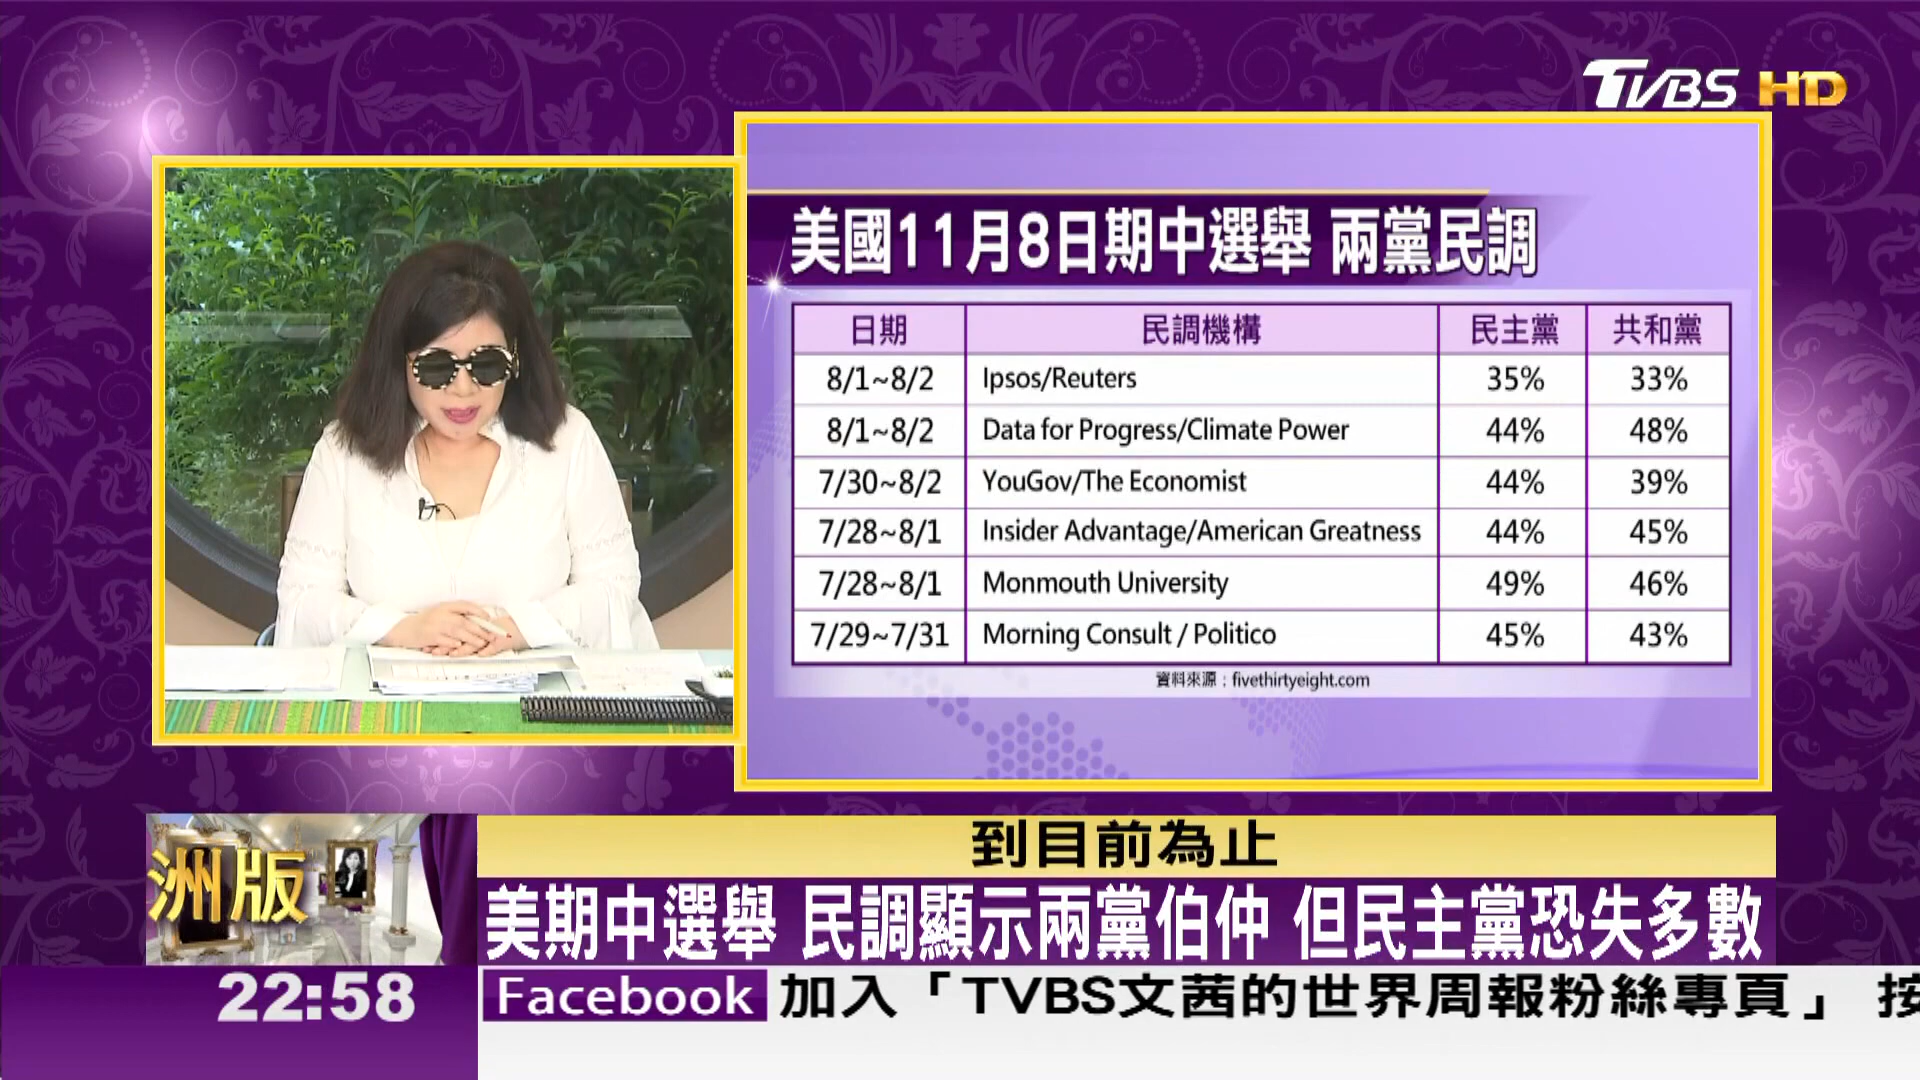 TVBS HD
美國11月8日期中選舉 兩黨民調
日期 民調機構 民主黨 共和黨
8/1~8/2 Ipsos/Reuters 35% 33%
8/1~8/2 Data for Progress/Climate Power 44% 48%
7/30~8/2 YouGov/The Economist 44% 39%
7/28~8/1 Insider Advantage/American Greatness 44% 45%
7/28~8/1 Monmouth University 49% 46%
7/29~7/31 Morning Consult / Politico 45% 43%
資料來源：fivethirtyeight.com
到目前為止
洲版
美期中選舉 民調顯示兩黨伯仲 但民主黨恐失多數
22:58
Facebook 加入「TVBS文茜的世界周報粉絲專頁」 按